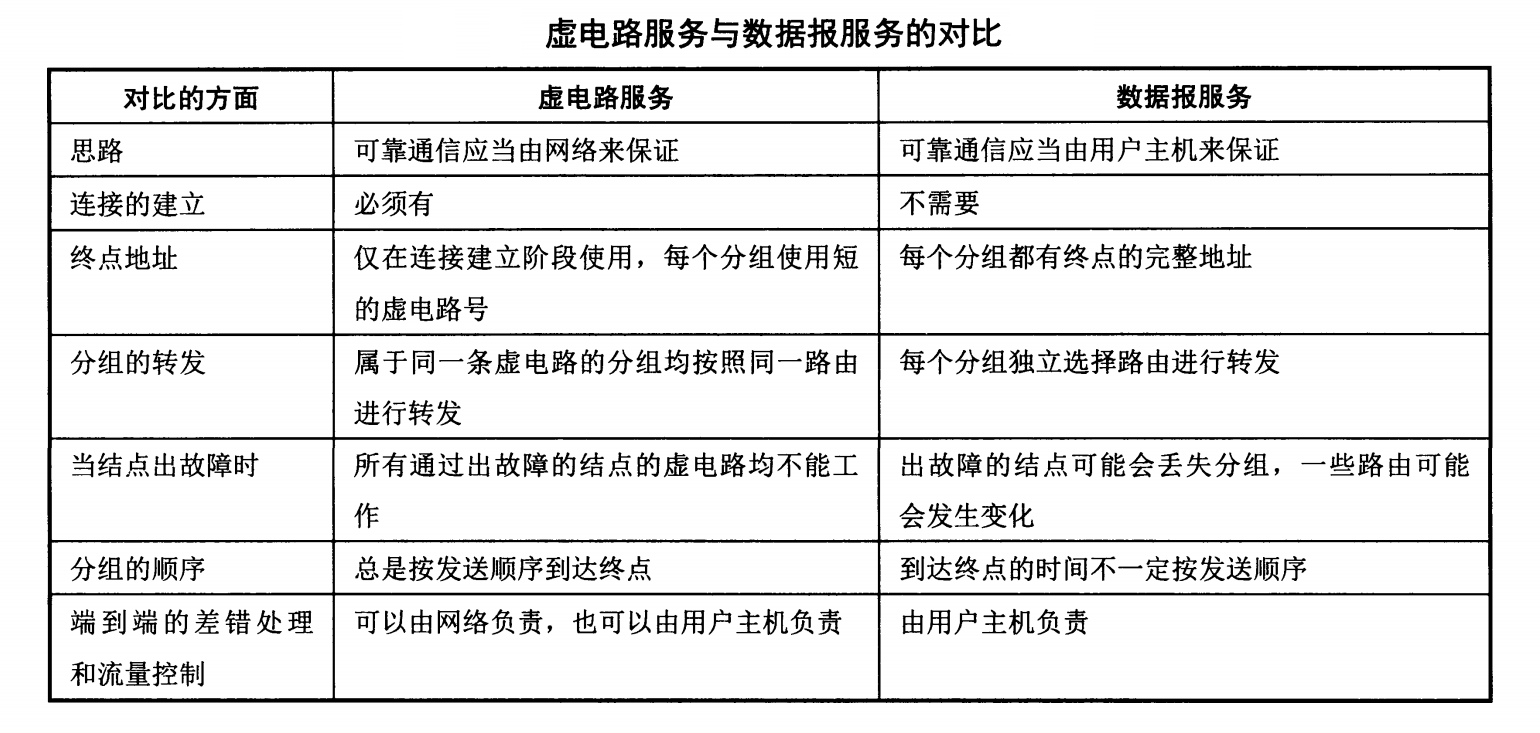 虚电路服务与数据报服务的对比
对比的方面 虚电路服务 数据报服务
思路 可靠通信应当由网络来保证 可靠通信应当由用户主机来保证
连接的建立 必须有 不需要
终点地址 仅在连接建立阶段使用，每个分组使用短 每个分组都有终点的完整地址
的虚电路号
分组的转发 属于同一条虚电路的分组均按照同一路由 每个分组独立选择路由进行转发
进行转发
当结点出故障时 所有通过出故障的结点的虚电路均不能工 出故障的结点可能会丢失分组，一些路由可能
作 会发生变化
分组的顺序 总是按发送顺序到达终点 到达终点的时间不一定按发送顺序
端到端的差错处理 可以由网络负责，也可以由用户主机负责 由用户主机负责
和流量控制